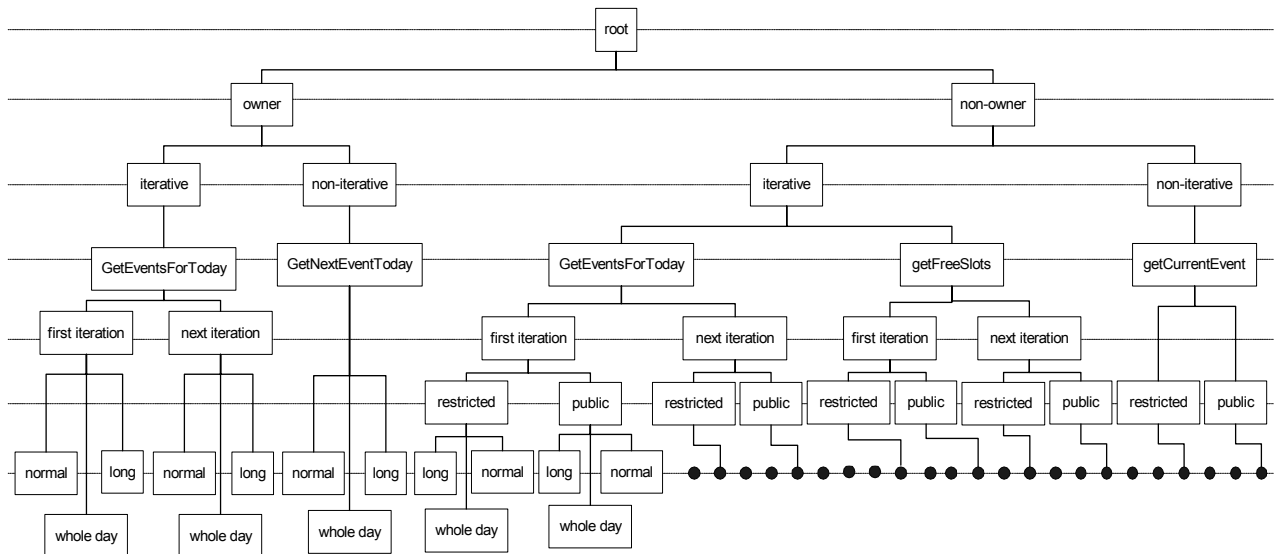 root
owner
non-owner
iterative
non-iterative
iterative
non-iterative
GetEventsForToday
GetNextEventToday
GetEventsForToday
getFreeSlots
getCurrentEvent
first iteration
next iteration
first iteration
next iteration
first iteration
next iteration
restricted
public
restricted
public
restricted
public
restricted
public
restricted
public
normal
long
normal
long
normal
long
long
normal
long
normal
whole day
whole day
whole day
whole day
whole day